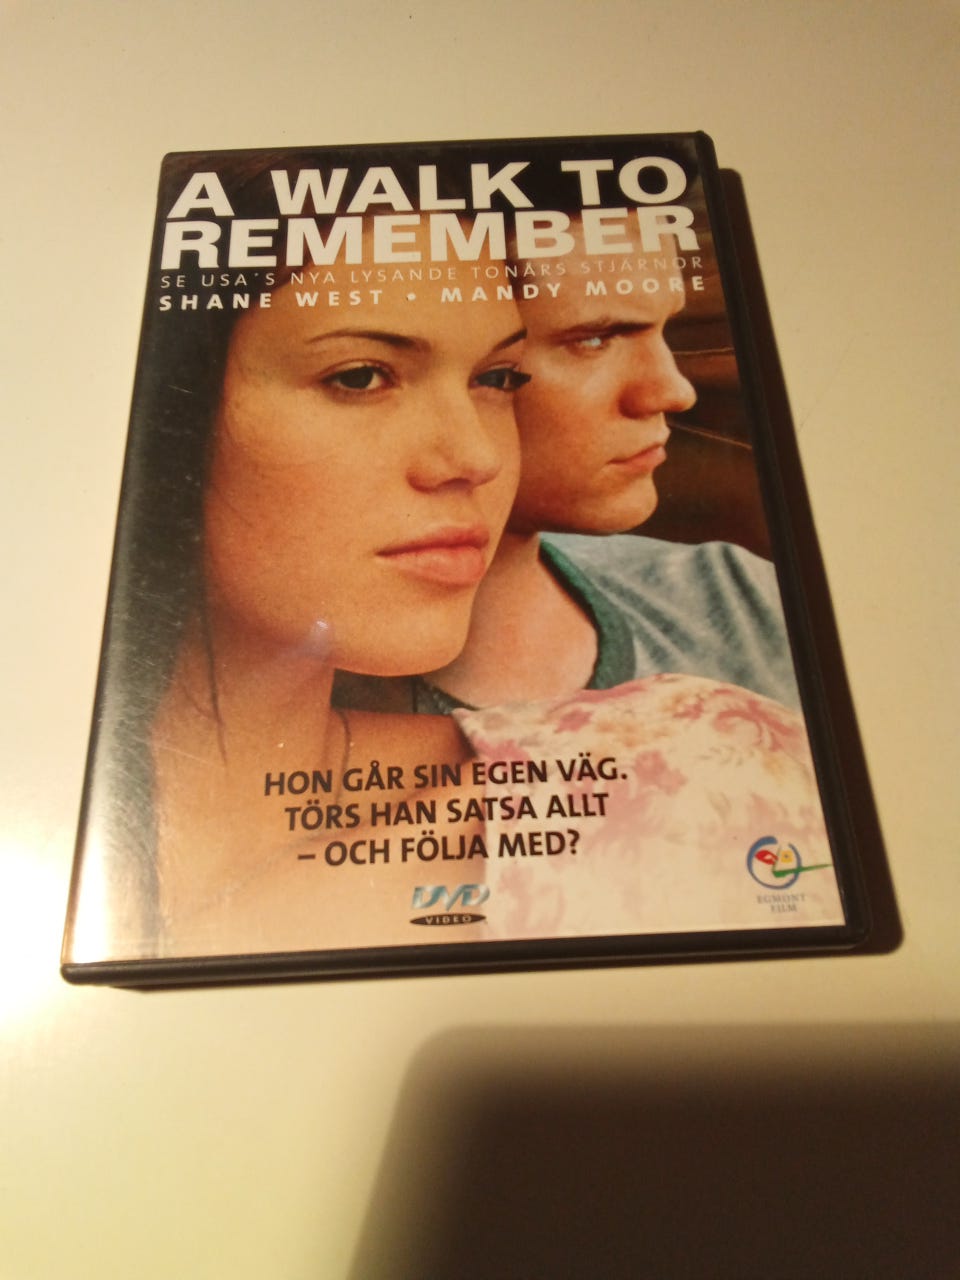 A WALK TO
REMEMBER
SE USA'S NYA LYSANDE TONÅRS STJÄRNOR
SHANE WEST • MANDY MOORE
HON GÅR SIN EGEN VÄG.
TÖRS HAN SATSA ALLT
– OCH FÖLJA MED?
DVD
VIDEO
EGMONT
FILM